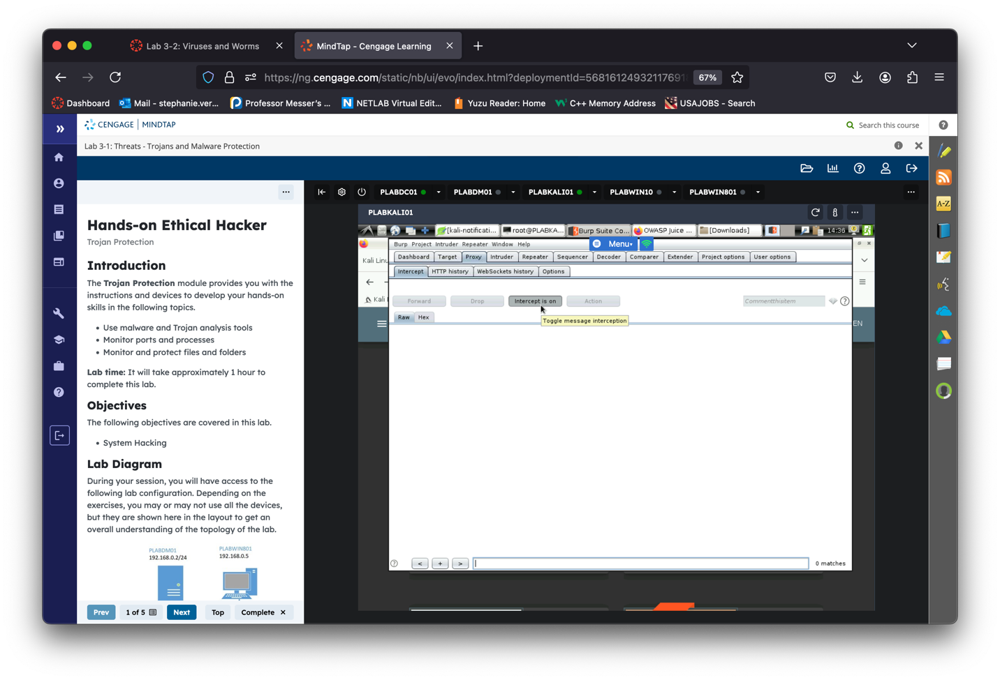 Lab 3-2: Viruses and Worms
MindTap - Cengage Learning
https://ng.cengage.com/static/nb/ui/evo/index.html?deploymentId=56816124932117691
67%
Dashboard
Mail - stephanie.ver...
Professor Messer's ...
NETLAB Virtual Edit...
Yuzu Reader: Home
C++ Memory Address
USAJOBS - Search
CENGAGE | MINDTAP
Search this course
Lab 3-1: Threats - Trojans and Malware Protection
PLABDC01
PLABDM01
PLABKALI01
PLABWIN10
PLABWIN801
Hands-on Ethical Hacker
Trojan Protection
Introduction
The Trojan Protection module provides you with the
instructions and devices to develop your hands-on
skills in the following topics.
• Use malware and Trojan analysis tools
• Monitor ports and processes
• Monitor and protect files and folders
Lab time: It will take approximately 1 hour to
complete this lab.
Objectives
The following objectives are covered in this lab.
• System Hacking
Lab Diagram
During your session, you will have access to the
following lab configuration. Depending on the
exercises, you may or may not use all the devices,
but they are shown here in the layout to get an
overall understanding of the topology of the lab.
PLABDM01
192.168.0.2/24
PLABWIN801
192.168.0.5
Prev
1 of 5
Next
Top
Complete
PLABKALI01
[kali-notificati...
root@PLABKA...
Burp Suite Co...
OWASP Juice ...
[Downloads]
14:36
Burp Project Intruder Repeater Window Help
Menu
Kali Linu
Dashboard
Target
Proxy
Intruder
Repeater
Sequencer
Decoder
Comparer
Extender
Project options
User options
Intercept
HTTP history
WebSockets history
Options
Kali
Forward
Drop
Intercept is on
Action
Commentthisitem
Raw
Hex
Toggle message interception
EN
<
+
>
0 matches
A-Z